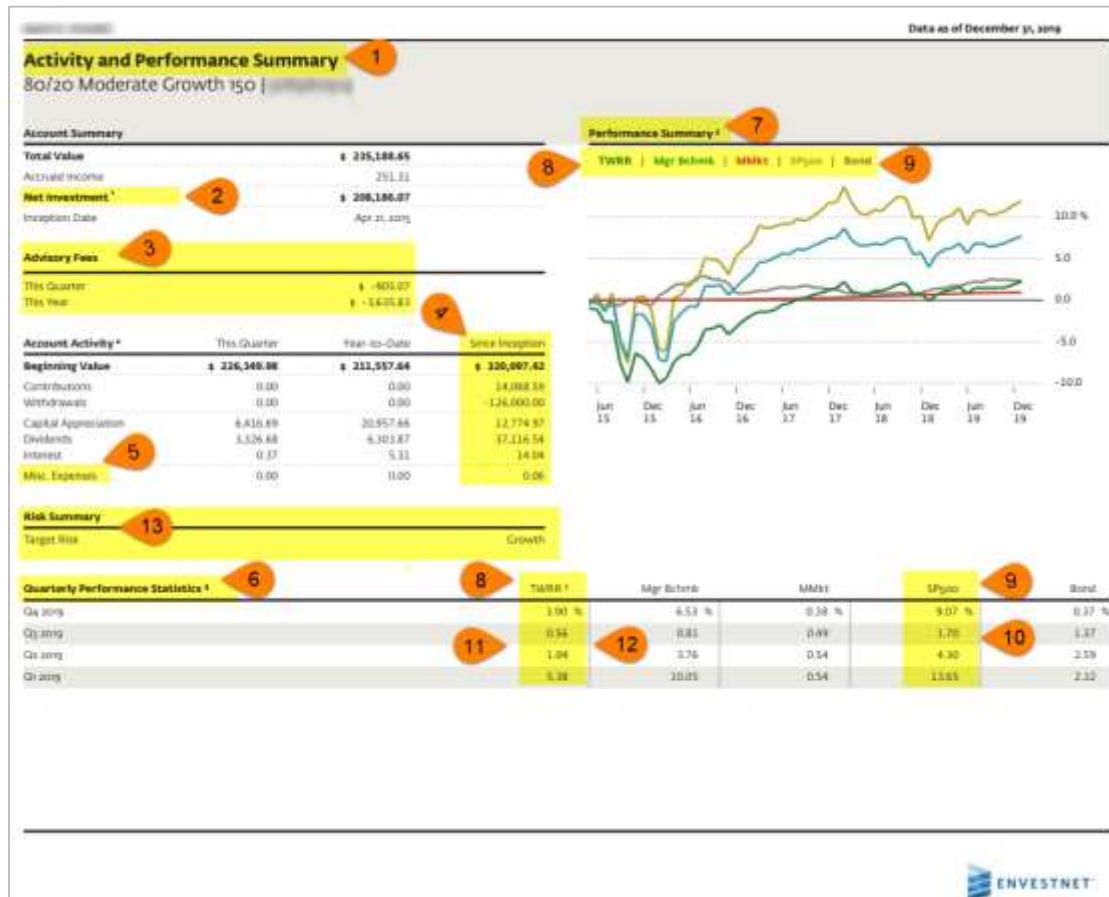 Data as of December 31, 2019
Activity and Performance Summary 1
80/20 Moderate Growth 150 |
Account Summary
Total Value $ 235,188.65
Accrued Income 251.31
Net Investment ¹ 2 $ 208,186.07
Inception Date Apr 21, 2015
Advisory Fees 3
This Quarter $ -905.07
This Year $ -3,635.83
4
Account Activity ⁴ This Quarter Year-to-Date Since Inception
Beginning Value $ 226,349.98 $ 211,557.64 $ 320,097.42
Contributions 0.00 0.00 14,088.59
Withdrawals 0.00 0.00 -126,000.00
Capital Appreciation 6,416.69 20,957.66 12,774.97
Dividends 3,326.68 6,303.87 37,116.54
Interest 0.37 5.31 14.04
5
Misc. Expenses 0.00 0.00 0.06
Risk Summary
13
Target Risk Growth
Performance Summary ² 7
8 TWRR | Mgr Bchmk | MMkt | SP500 | Bond 9
10.0 %
5.0
0.0
-5.0
-10.0
Jun 15 Dec 15 Jun 16 Dec 16 Jun 17 Dec 17 Jun 18 Dec 18 Jun 19 Dec 19
Quarterly Performance Statistics 6 8 TWRR Mgr Bchmk MMkt SP500 9 Bond
Q4 2019 3.90 % 6.53 % 0.38 % 9.07 % 0.37 %
Q3 2019 0.56 0.81 0.49 1.70 1.37
11 12 10
Q2 2019 1.04 3.76 0.54 4.30 2.59
Q1 2019 5.38 10.05 0.54 13.65 2.32
ENVESTNET